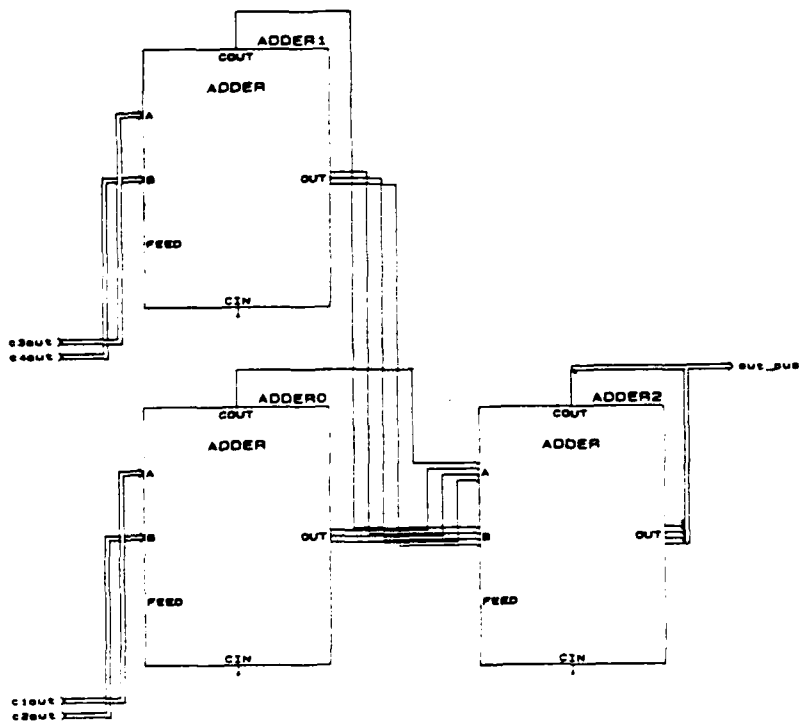 ADDER1
COUT
ADDER
A
B
OUT
FEED
CIN
c3out
c4out
ADDER0
COUT
ADDER
A
B
OUT
FEED
CIN
c1out
c2out
ADDER2
COUT
ADDER
A
B
OUT
FEED
CIN